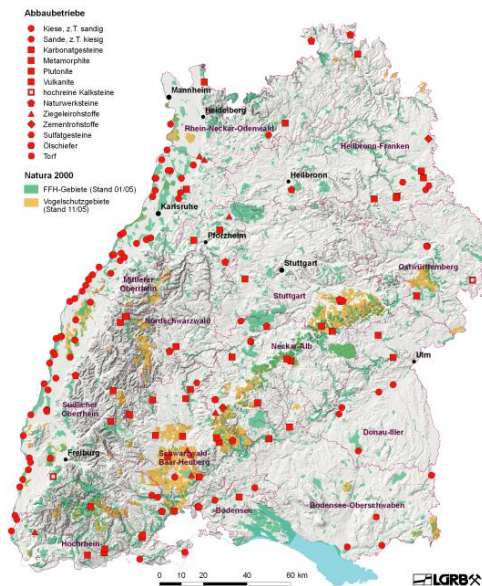 Abbaubetriebe
Kiese, z.T. sandig
Sande, z.T. kiesig
Karbonatgesteine
Metamorphite
Plutonite
Vulkanite
hochreine Kalksteine
Naturwerksteine
Ziegeleirohstoffe
Zementrohstoffe
Sulfatgesteine
Ölschiefer
Torf
Natura 2000
FFH-Gebiete (Stand 01/05)
Vogelschutzgebiete
(Stand 11/05)
Mannheim
Heidelberg
Rhein-Neckar-Odenwald
Heilbronn-Franken
Heilbronn
Karlsruhe
Pforzheim
Ostwürttemberg
Stuttgart
Mittlerer
Oberrhein
Stuttgart
Nordschwarzwald
Neckar-Alb
Ulm
Südlicher
Oberrhein
Donau-Iller
Freiburg
Schwarzwald-
Baar-Heuberg
Bodensee-Oberschwaben
Bodensee
Hochrhein
0 10 20 40 60 km
LGRB